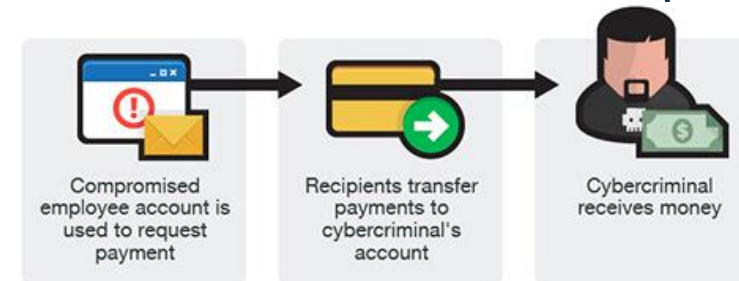 Compromised
employee account is
used to request
payment
Recipients transfer
payments to
cybercriminal's
account
Cybercriminal
receives money